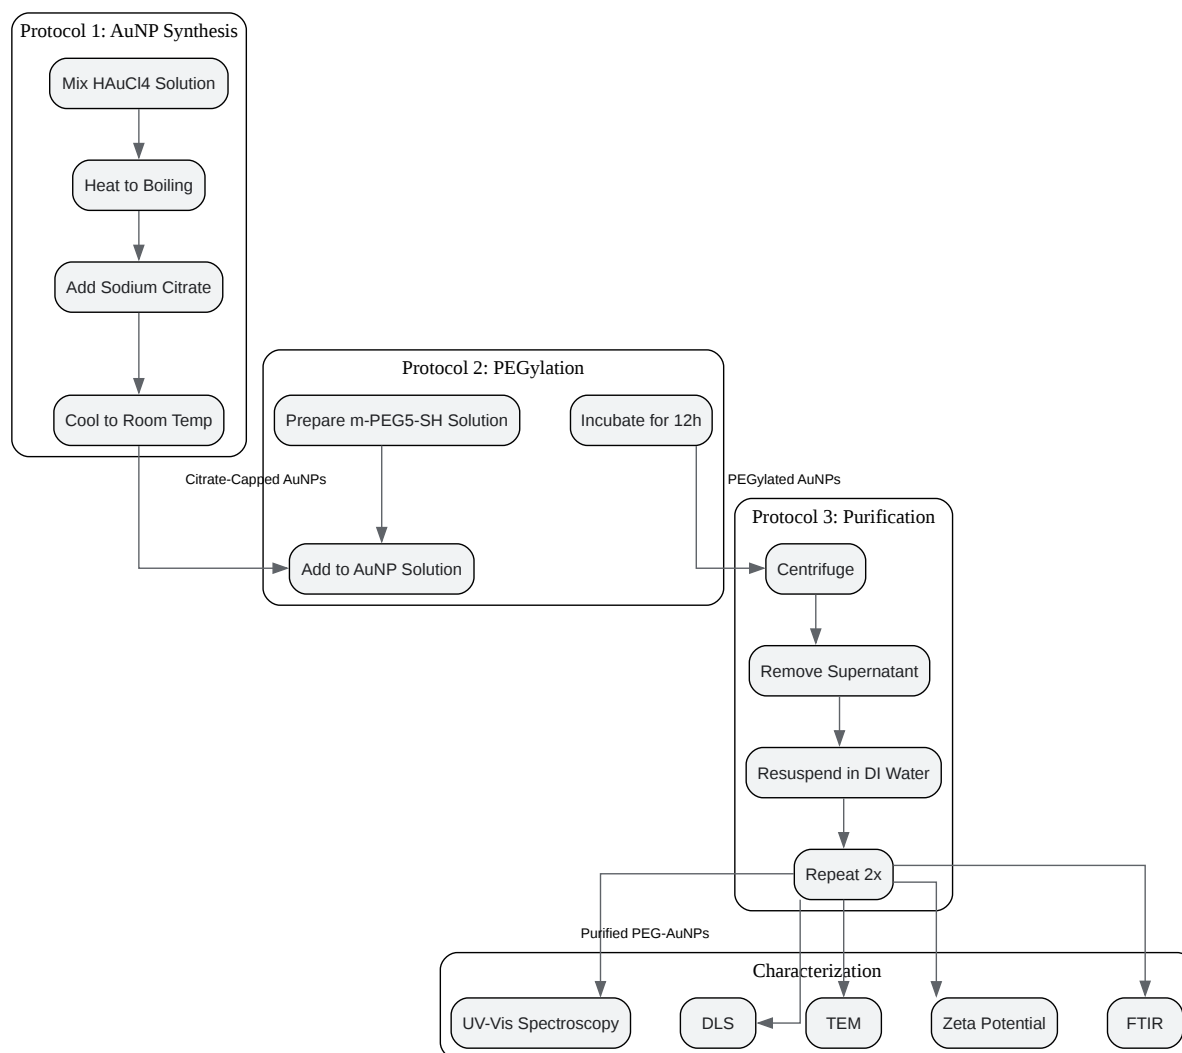 Protocol 1: AuNP Synthesis
Mix HAuCl4 Solution
Heat to Boiling
Add Sodium Citrate
Cool to Room Temp
Citrate-Capped AuNPs
Protocol 2: PEGylation
Prepare m-PEG5-SH Solution
Incubate for 12h
Add to AuNP Solution
PEGylated AuNPs
Protocol 3: Purification
Centrifuge
Remove Supernatant
Resuspend in DI Water
Repeat 2x
Purified PEG-AuNPs
Characterization
UV-Vis Spectroscopy
DLS
TEM
Zeta Potential
FTIR